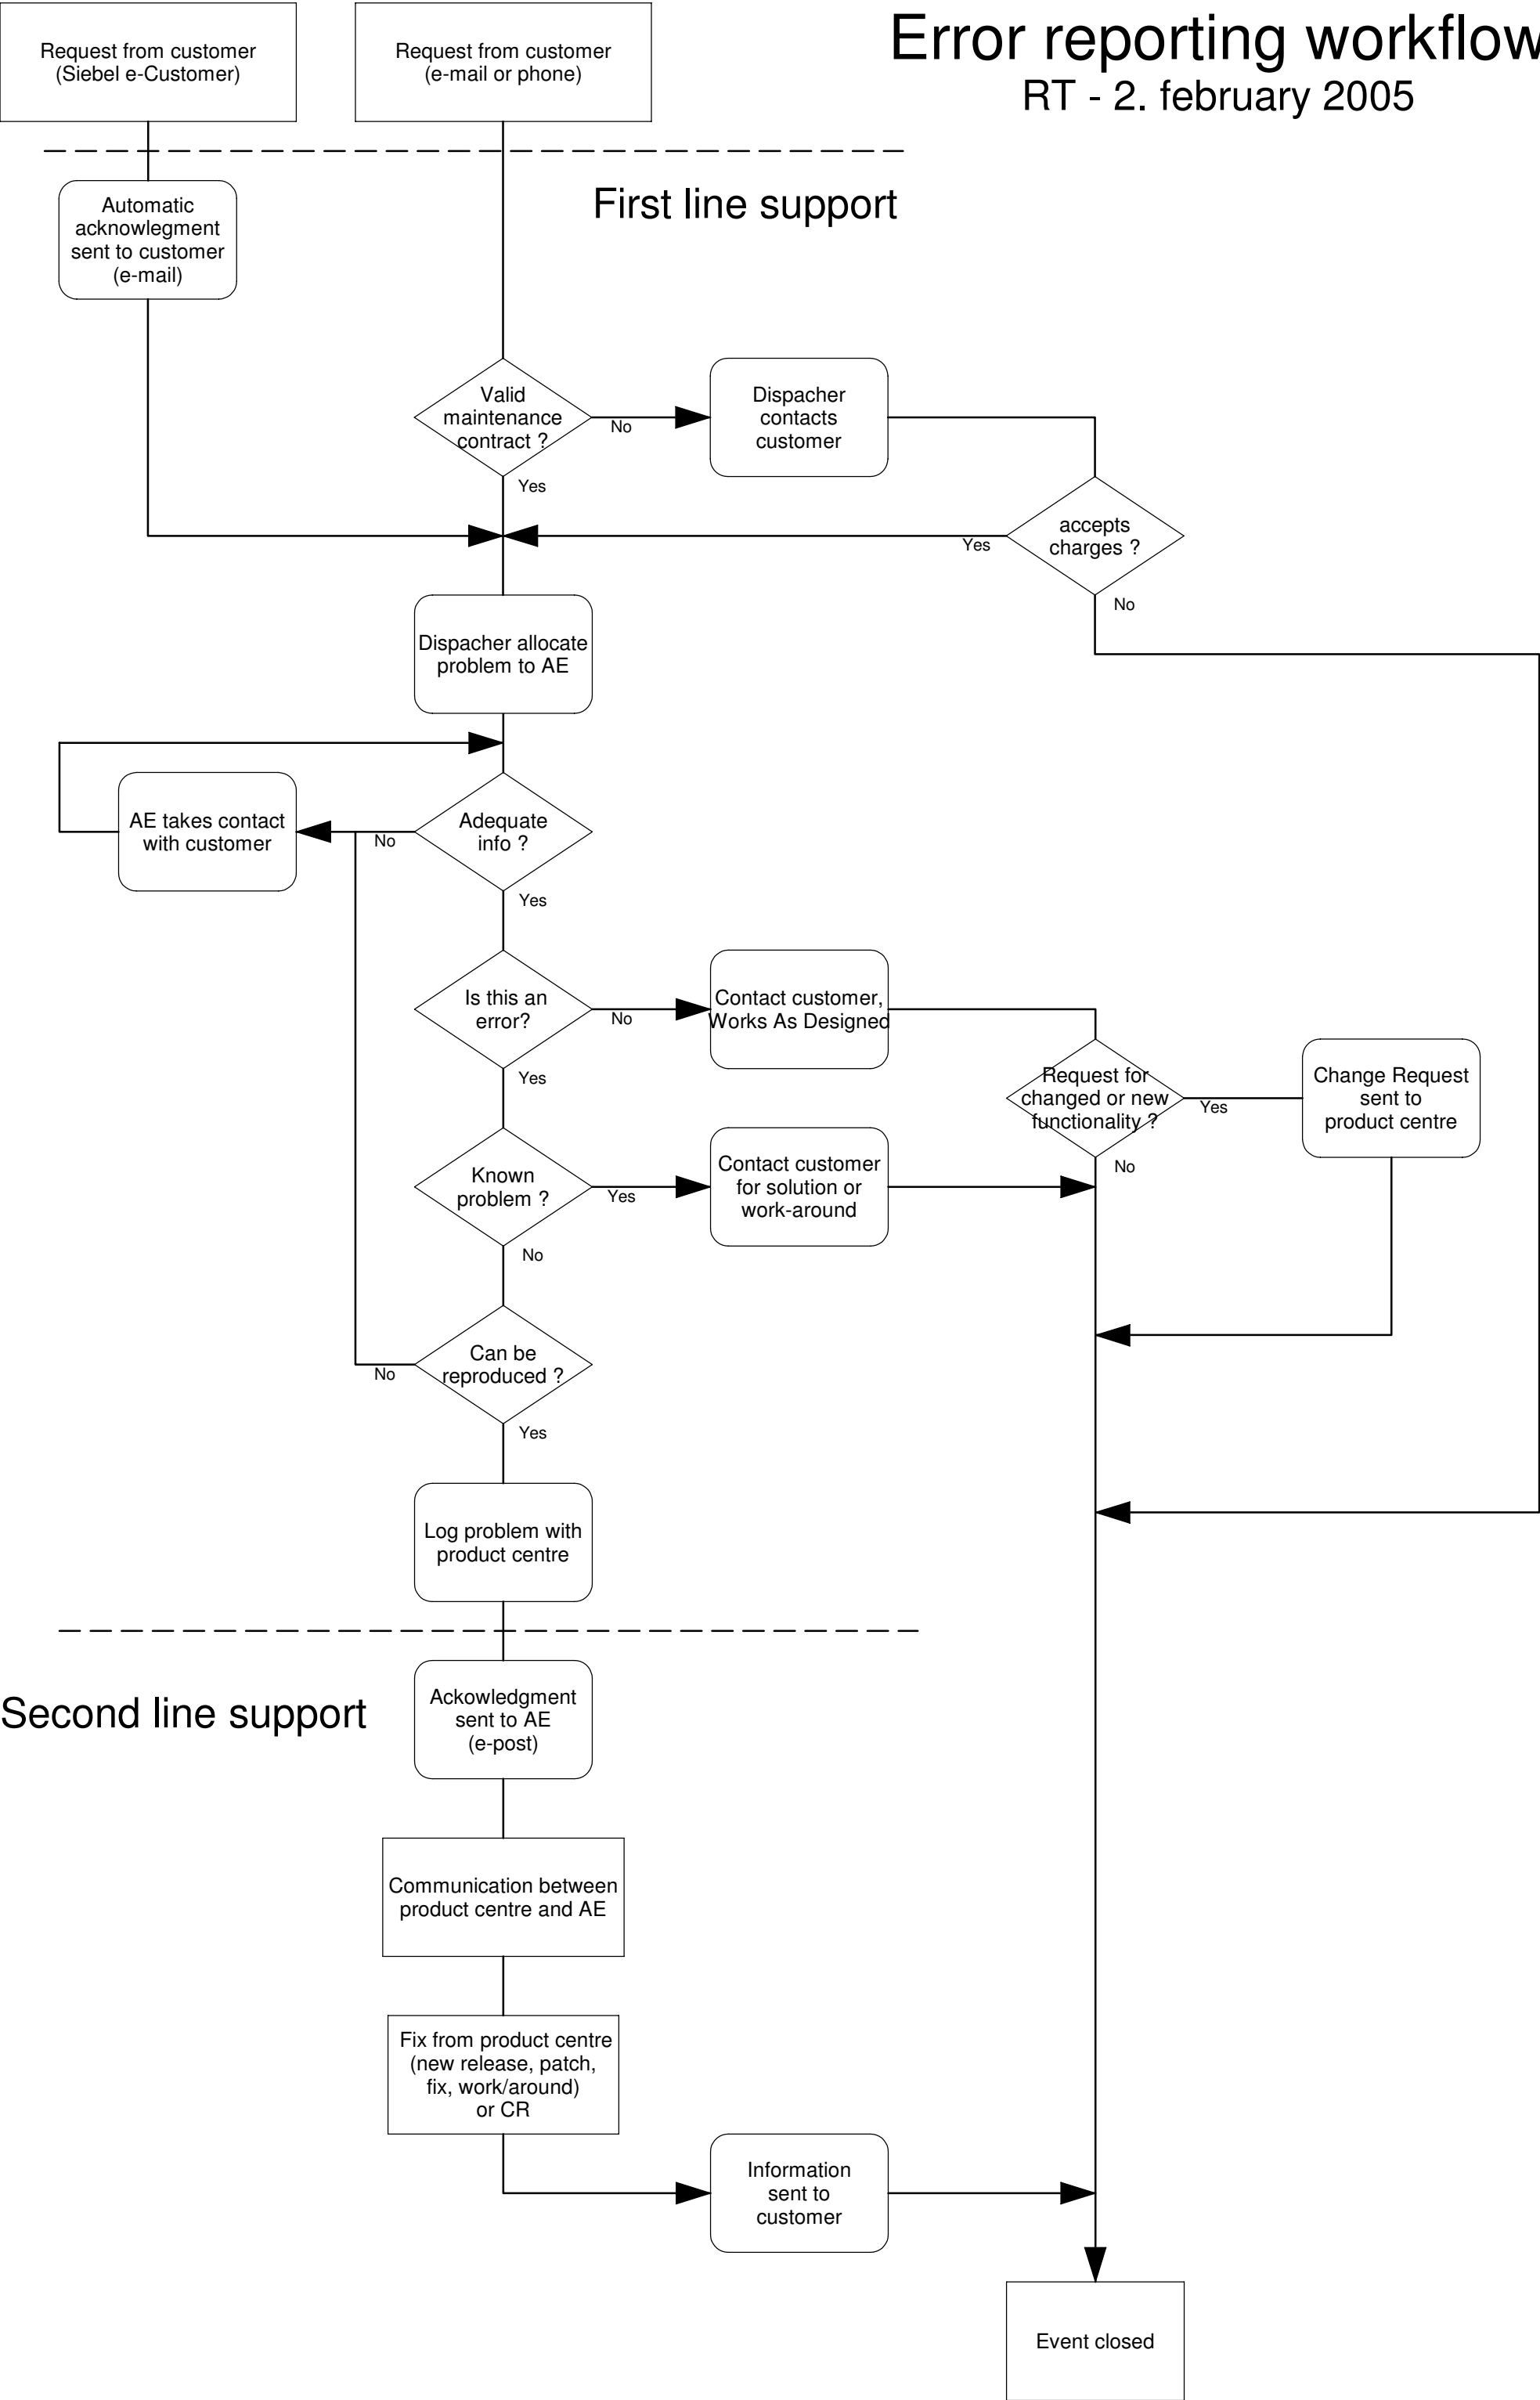 Error reporting workflow
RT - 2. february 2005
Request from customer
(Siebel e-Customer)
Request from customer
(e-mail or phone)
First line support
Automatic
acknowlegment
sent to customer
(e-mail)
Valid
maintenance
contract ?
No
Yes
Dispacher
contacts
customer
accepts
charges ?
Yes
No
Dispacher allocate
problem to AE
AE takes contact
with customer
No
Adequate
info ?
Yes
Is this an
error?
No
Yes
Contact customer,
Works As Designed
Request for
changed or new
functionality ?
Yes
No
Change Request
sent to
product centre
Known
problem ?
Yes
No
Contact customer
for solution or
work-around
Can be
reproduced ?
No
Yes
Log problem with
product centre
Second line support
Ackowledgment
sent to AE
(e-post)
Communication between
product centre and AE
Fix from product centre
(new release, patch,
fix, work/around)
or CR
Information
sent to
customer
Event closed